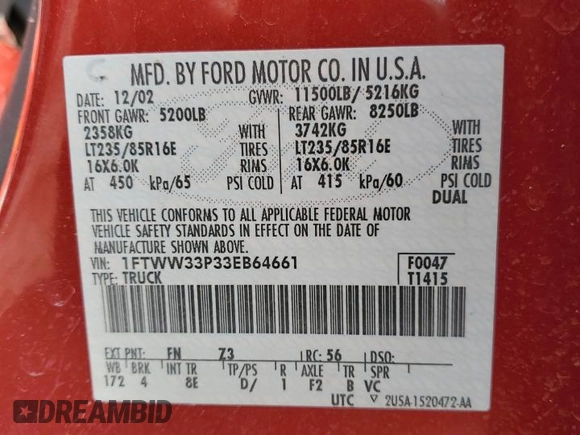 MFD. BY FORD MOTOR CO. IN U.S.A.
DATE: 12/02 GVWR: 11500LB/ 5216KG
FRONT GAWR: 5200LB REAR GAWR: 8250LB
2358KG WITH 3742KG WITH
LT235/85R16E TIRES LT235/85R16E TIRES
16X6.0K RIMS 16X6.0K RIMS
AT 450 kPa/65 PSI COLD AT 415 kPa/60 PSI COLD
DUAL
THIS VEHICLE CONFORMS TO ALL APPLICABLE FEDERAL MOTOR
VEHICLE SAFETY STANDARDS IN EFFECT ON THE DATE OF
MANUFACTURE SHOWN ABOVE.
VIN: 1FTWW33P33EB64661 F0047
TYPE: TRUCK T1415
EXT PNT: FN Z3 RC: 56 DSO:
WB BRK INT TR TP/PS R AXLE TR SPR
172 4 8E D/ 1 F2 B VC
UTC ▽ 2USA-1520472-AA
DREAMBID